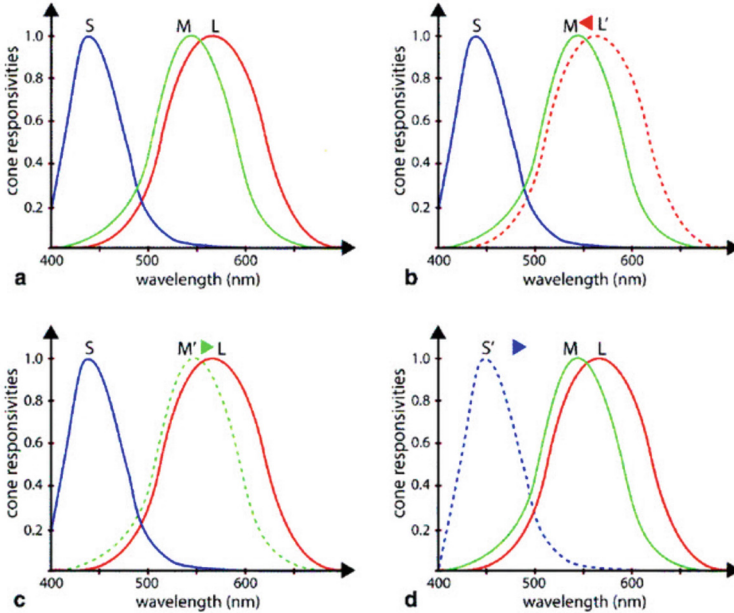 S M L
1.0
0.8
0.6
0.4
0.2
cone responsivities
400 500 600
wavelength (nm)
a
S M L'
1.0
0.8
0.6
0.4
0.2
cone responsivities
400 500 600
wavelength (nm)
b
S M' L
1.0
0.8
0.6
0.4
0.2
cone responsivities
400 500 600
wavelength (nm)
c
S' M L
1.0
0.8
0.6
0.4
0.2
cone responsivities
400 500 600
wavelength (nm)
d